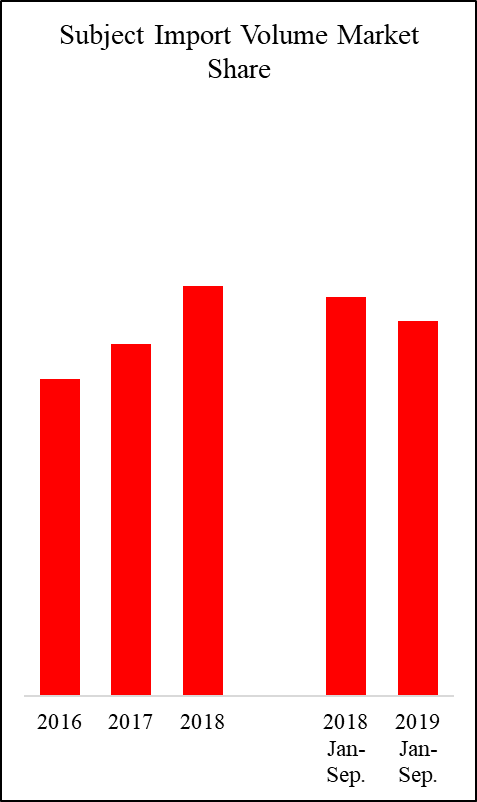 Subject Import Volume Market
Share
2016
2017
2018
2018
Jan-
Sep.
2019
Jan-
Sep.